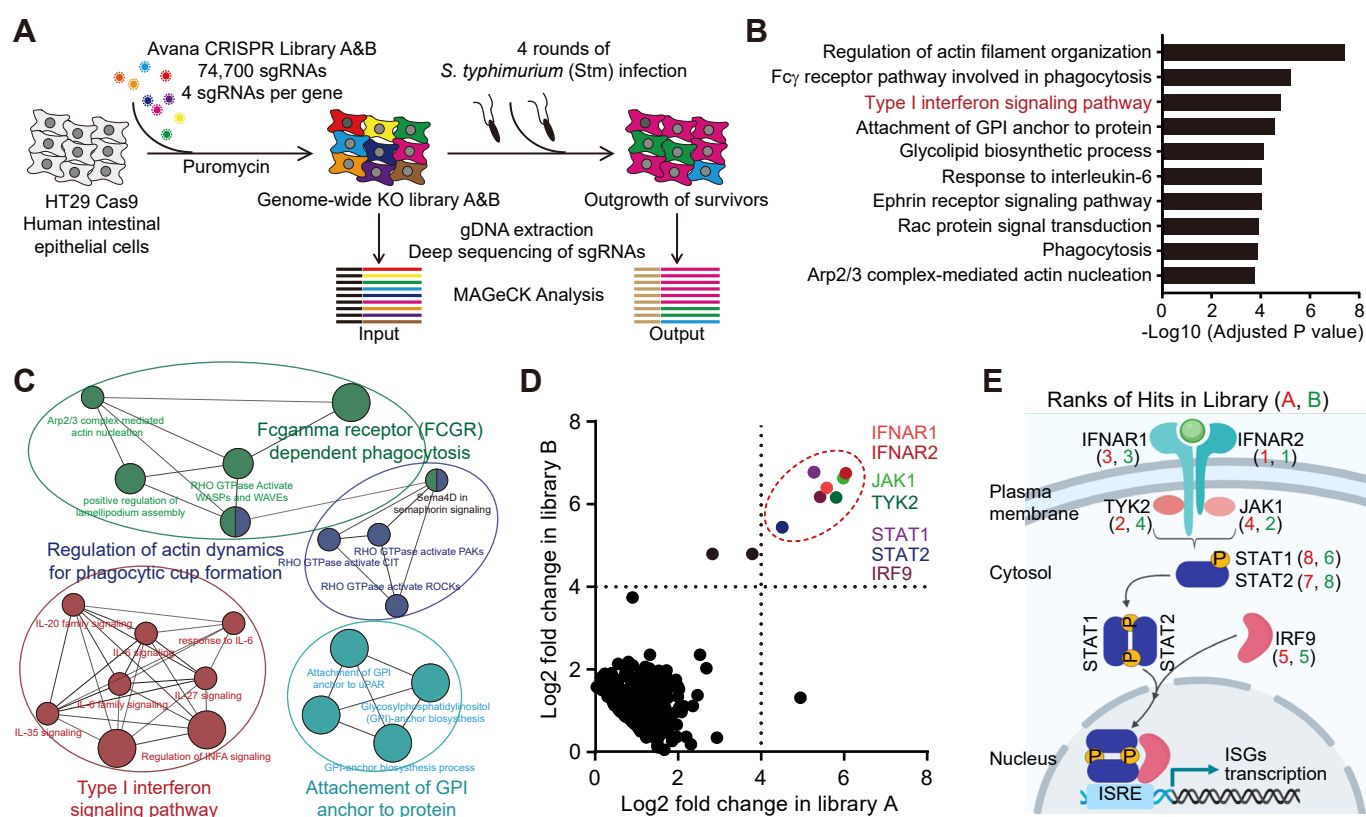 A
Avana CRISPR Library A&B
74,700 sgRNAs
4 sgRNAs per gene
4 rounds of
S. typhimurium (Stm) infection
Puromycin
HT29 Cas9
Human intestinal
epithelial cells
Genome-wide KO library A&B
Outgrowth of survivors
gDNA extraction
Deep sequencing of sgRNAs
MAGeCK Analysis
Input
Output
B
Regulation of actin filament organization
Fcγ receptor pathway involved in phagocytosis
Type I interferon signaling pathway
Attachment of GPI anchor to protein
Glycolipid biosynthetic process
Response to interleukin-6
Ephrin receptor signaling pathway
Rac protein signal transduction
Phagocytosis
Arp2/3 complex-mediated actin nucleation
0 2 4 6 8
-Log10 (Adjusted P value)
C
Arp2/3 complex mediated
actin nucleation
Fcgamma receptor (FCGR)
dependent phagocytosis
positive regulation of
lamellipodium assembly
RHO GTPase Activate
WASPs and WAVEs
Sema4D in
semaphorin signaling
Regulation of actin dynamics
for phagocytic cup formation
RHO GTPase activate PAKs
RHO GTPase activate CIT
RHO GTPase activate ROCKs
IL-20 family signaling
response to IL-6
IL-6 signaling
IL-27 signaling
IL-6 family signaling
IL-35 signaling
Regulation of INFA signaling
Type I interferon
signaling pathway
Attachment of GPI
anchor to uPAR
Glycosylphosphatidylinositol
(GPI)-anchor biosythesis
GPI-anchor biosysthesis process
Attachement of GPI
anchor to protein
D
Log2 fold change in library B
8
6
4
2
0
0 2 4 6 8
Log2 fold change in library A
IFNAR1
IFNAR2
JAK1
TYK2
STAT1
STAT2
IRF9
E
Ranks of Hits in Library (A, B)
IFNAR1
(3, 3)
IFNAR2
(1, 1)
Plasma
membrane
TYK2
(2, 4)
JAK1
(4, 2)
Cytosol
P
STAT1 (8, 6)
STAT2 (7, 8)
STAT1
P
P
STAT2
IRF9
(5, 5)
Nucleus
P
P
ISGs
transcription
ISRE